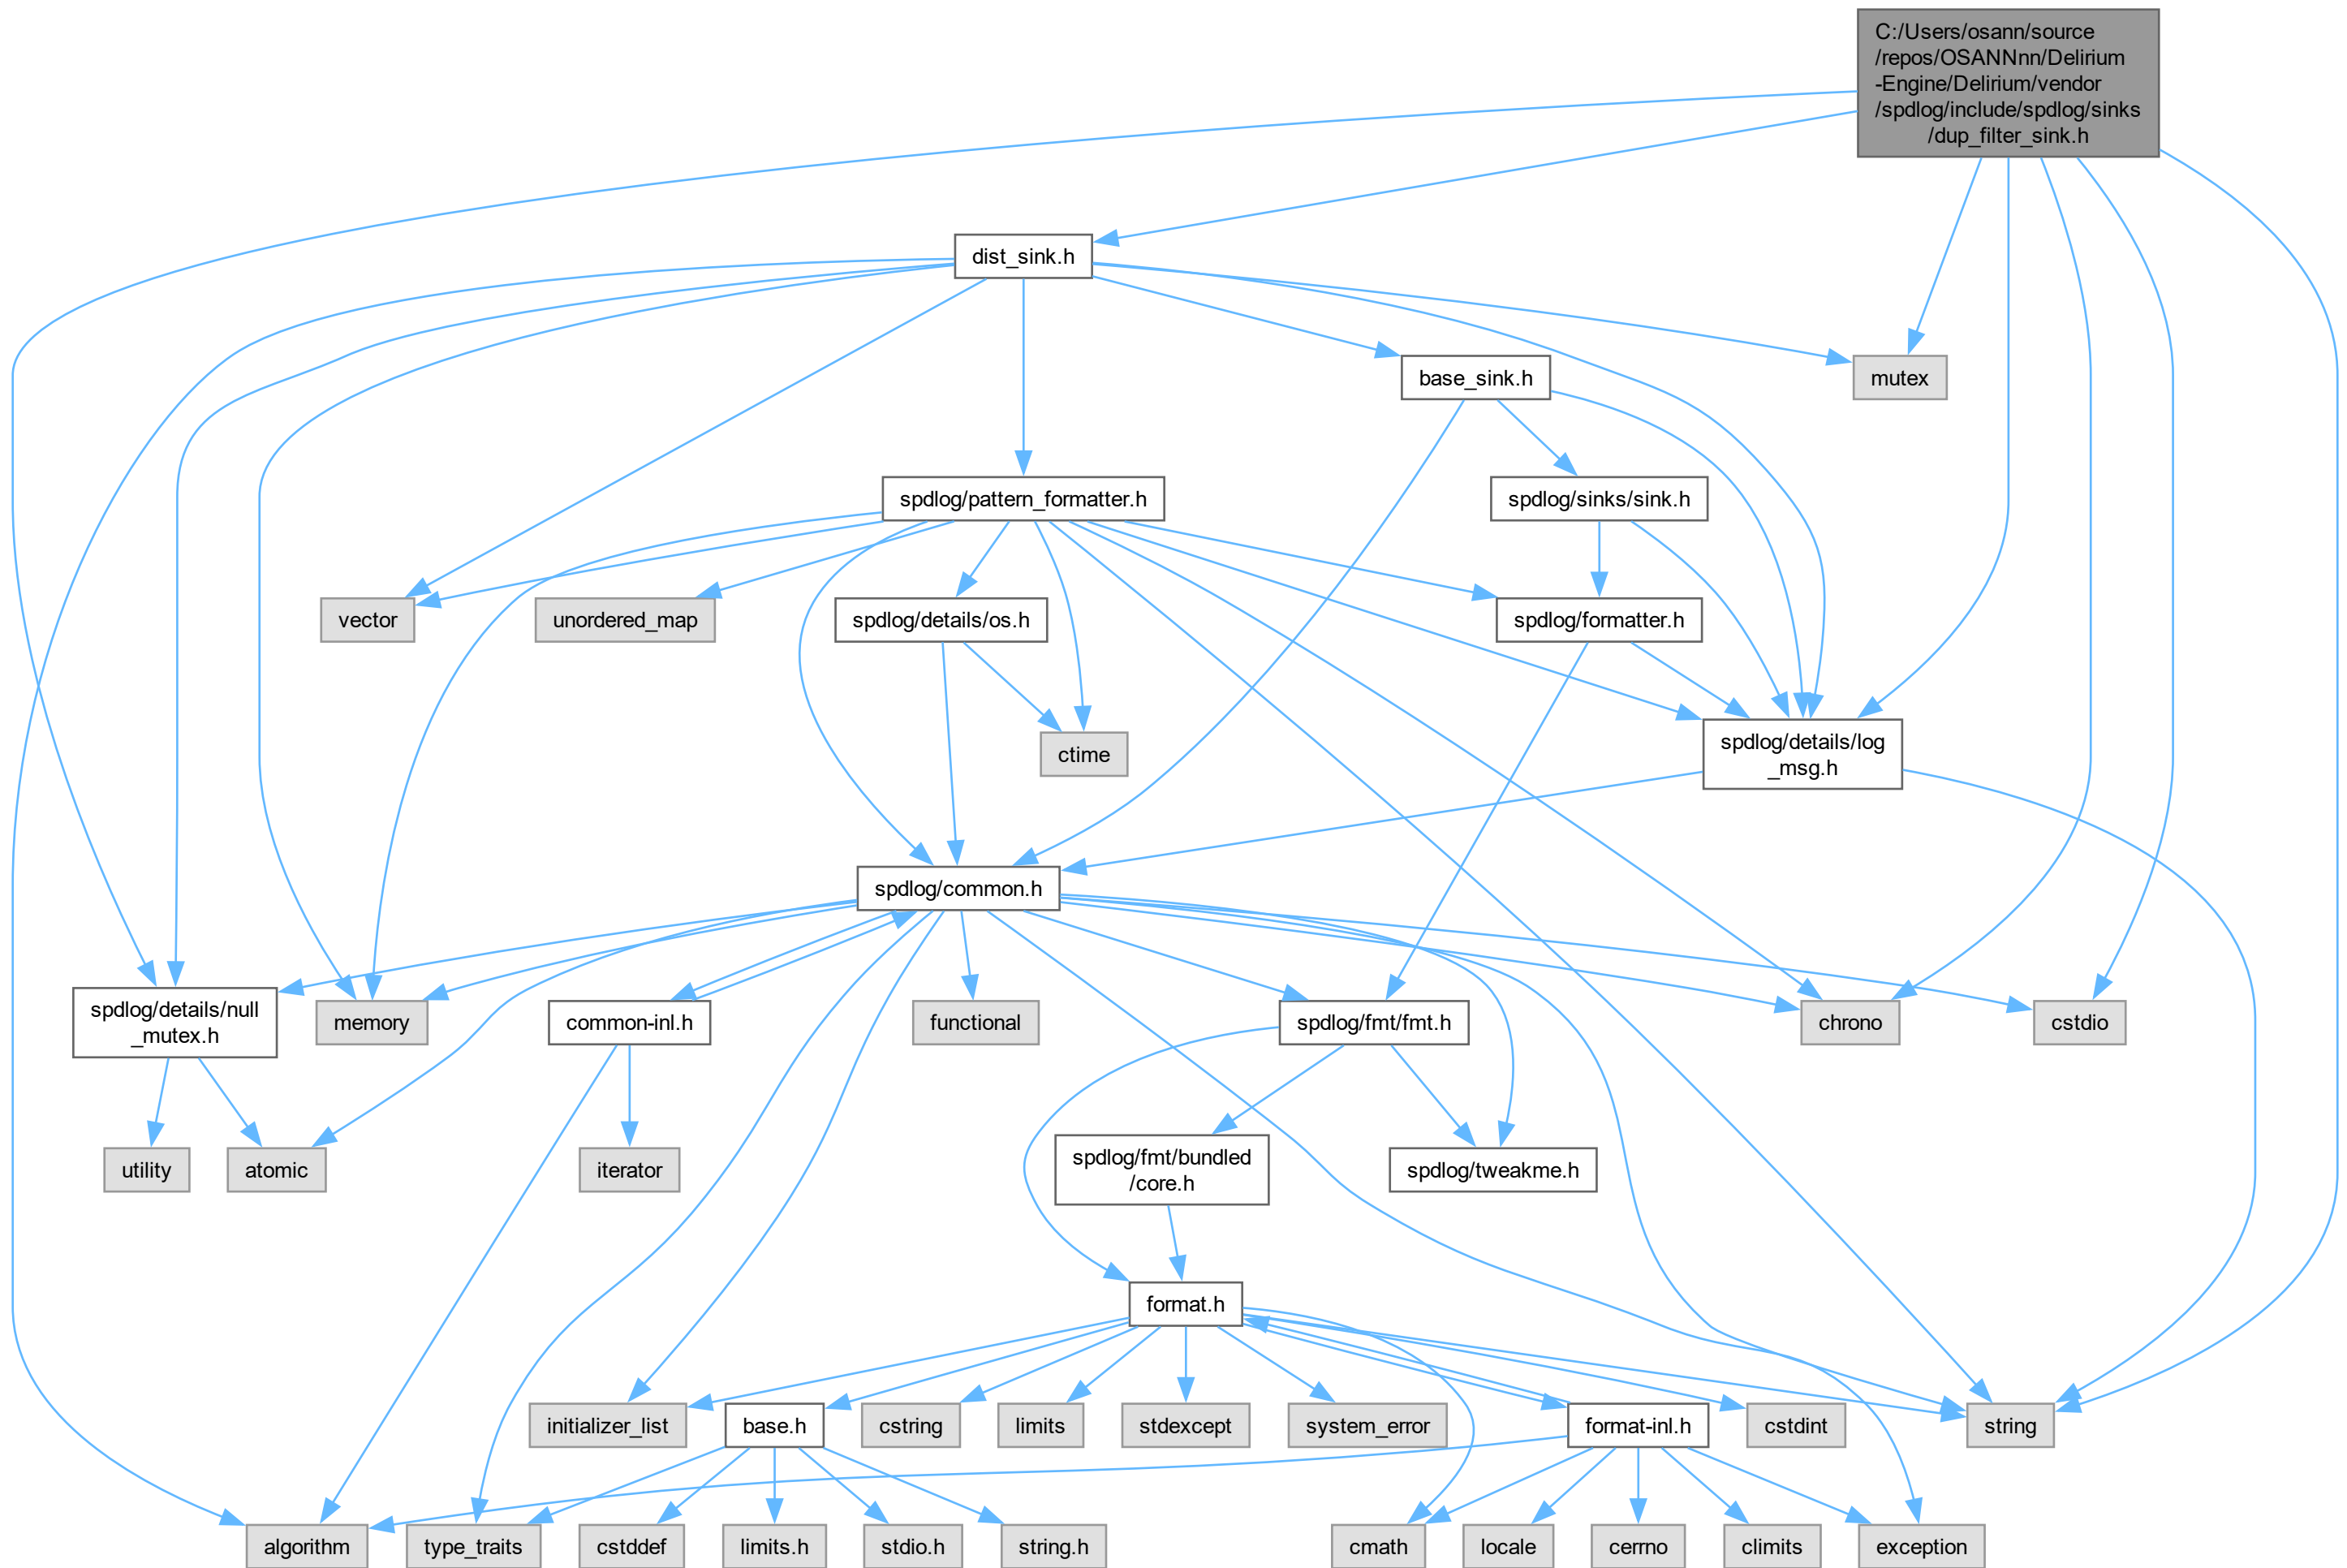 C:/Users/osann/source
/repos/OSANNnn/Delirium
-Engine/Delirium/vendor
/spdlog/include/spdlog/sinks
/dup_filter_sink.h
dist_sink.h
base_sink.h
mutex
spdlog/pattern_formatter.h
spdlog/sinks/sink.h
vector
unordered_map
spdlog/details/os.h
spdlog/formatter.h
ctime
spdlog/details/log
_msg.h
spdlog/common.h
spdlog/details/null
_mutex.h
memory
common-inl.h
functional
spdlog/fmt/fmt.h
chrono
cstdio
utility
atomic
iterator
spdlog/fmt/bundled
/core.h
spdlog/tweakme.h
format.h
initializer_list
base.h
cstring
limits
stdexcept
system_error
format-inl.h
cstdint
string
algorithm
type_traits
cstddef
limits.h
stdio.h
string.h
cmath
locale
cerrno
climits
exception